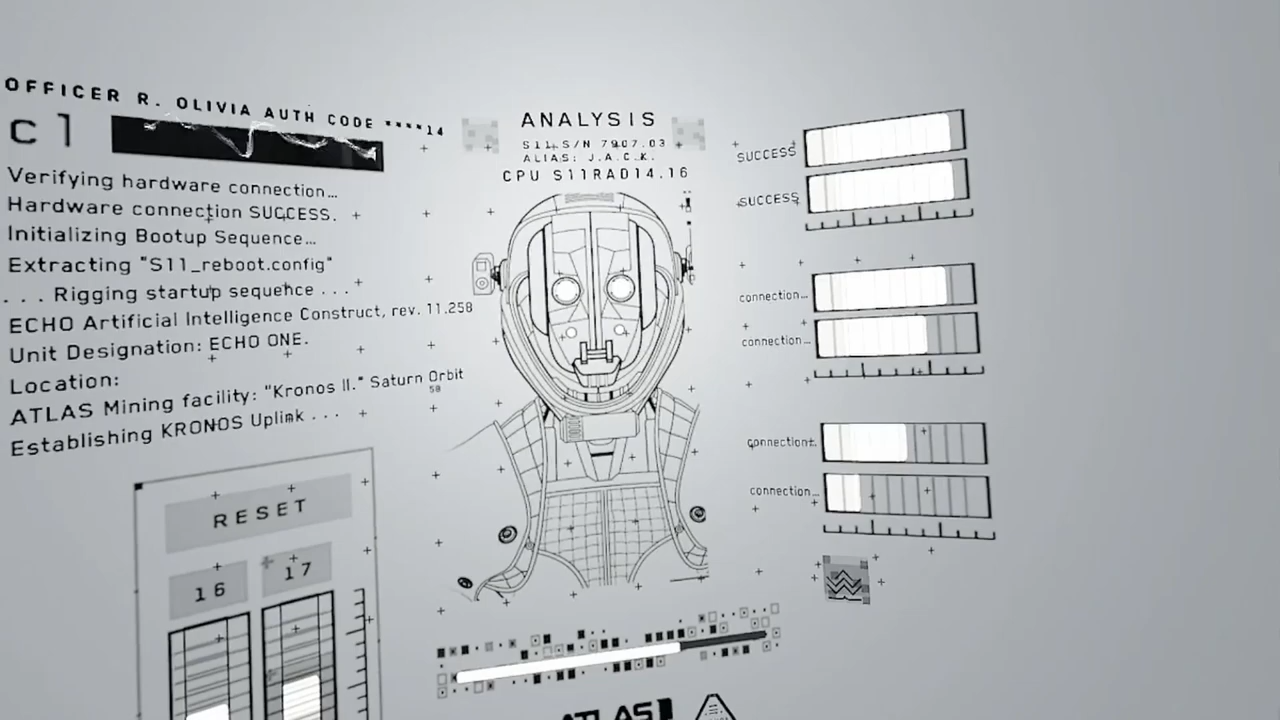 OFFICER R. OLIVIA AUTH CODE ****14
c1
Verifying hardware connection...
Hardware connection SUCCESS.
Initializing Bootup Sequence...
Extracting "S11_reboot.config"
. . . Rigging startup sequence . . .
ECHO Artificial Intelligence Construct, rev. 11.258
Unit Designation: ECHO ONE.
Location:
ATLAS Mining facility: "Kronos II." Saturn Orbit
58
Establishing KRONOS Uplink . . .
RESET
16
17
ANALYSIS
S11 S/N 7907.03
ALIAS: J.A.C.K.
CPU S11RAD14.16
SUCCESS
SUCCESS
connection...
connection...
connection...
connection...
ATLAS